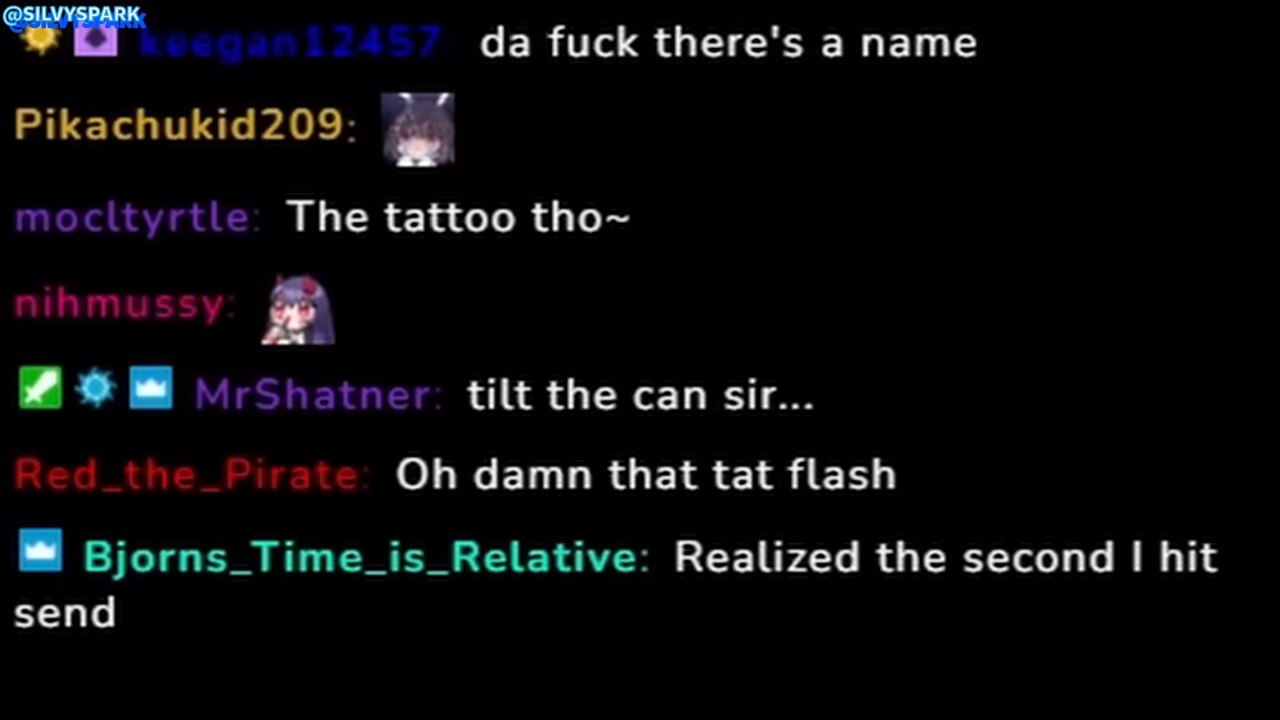 @SILVYSPARK
@SILVYSPARK
keegan12457: da fuck there's a name
Pikachukid209:
mocltyrtle: The tattoo tho~
nihmussy:
MrShatner: tilt the can sir...
Red_the_Pirate: Oh damn that tat flash
Bjorns_Time_is_Relative: Realized the second I hit
send